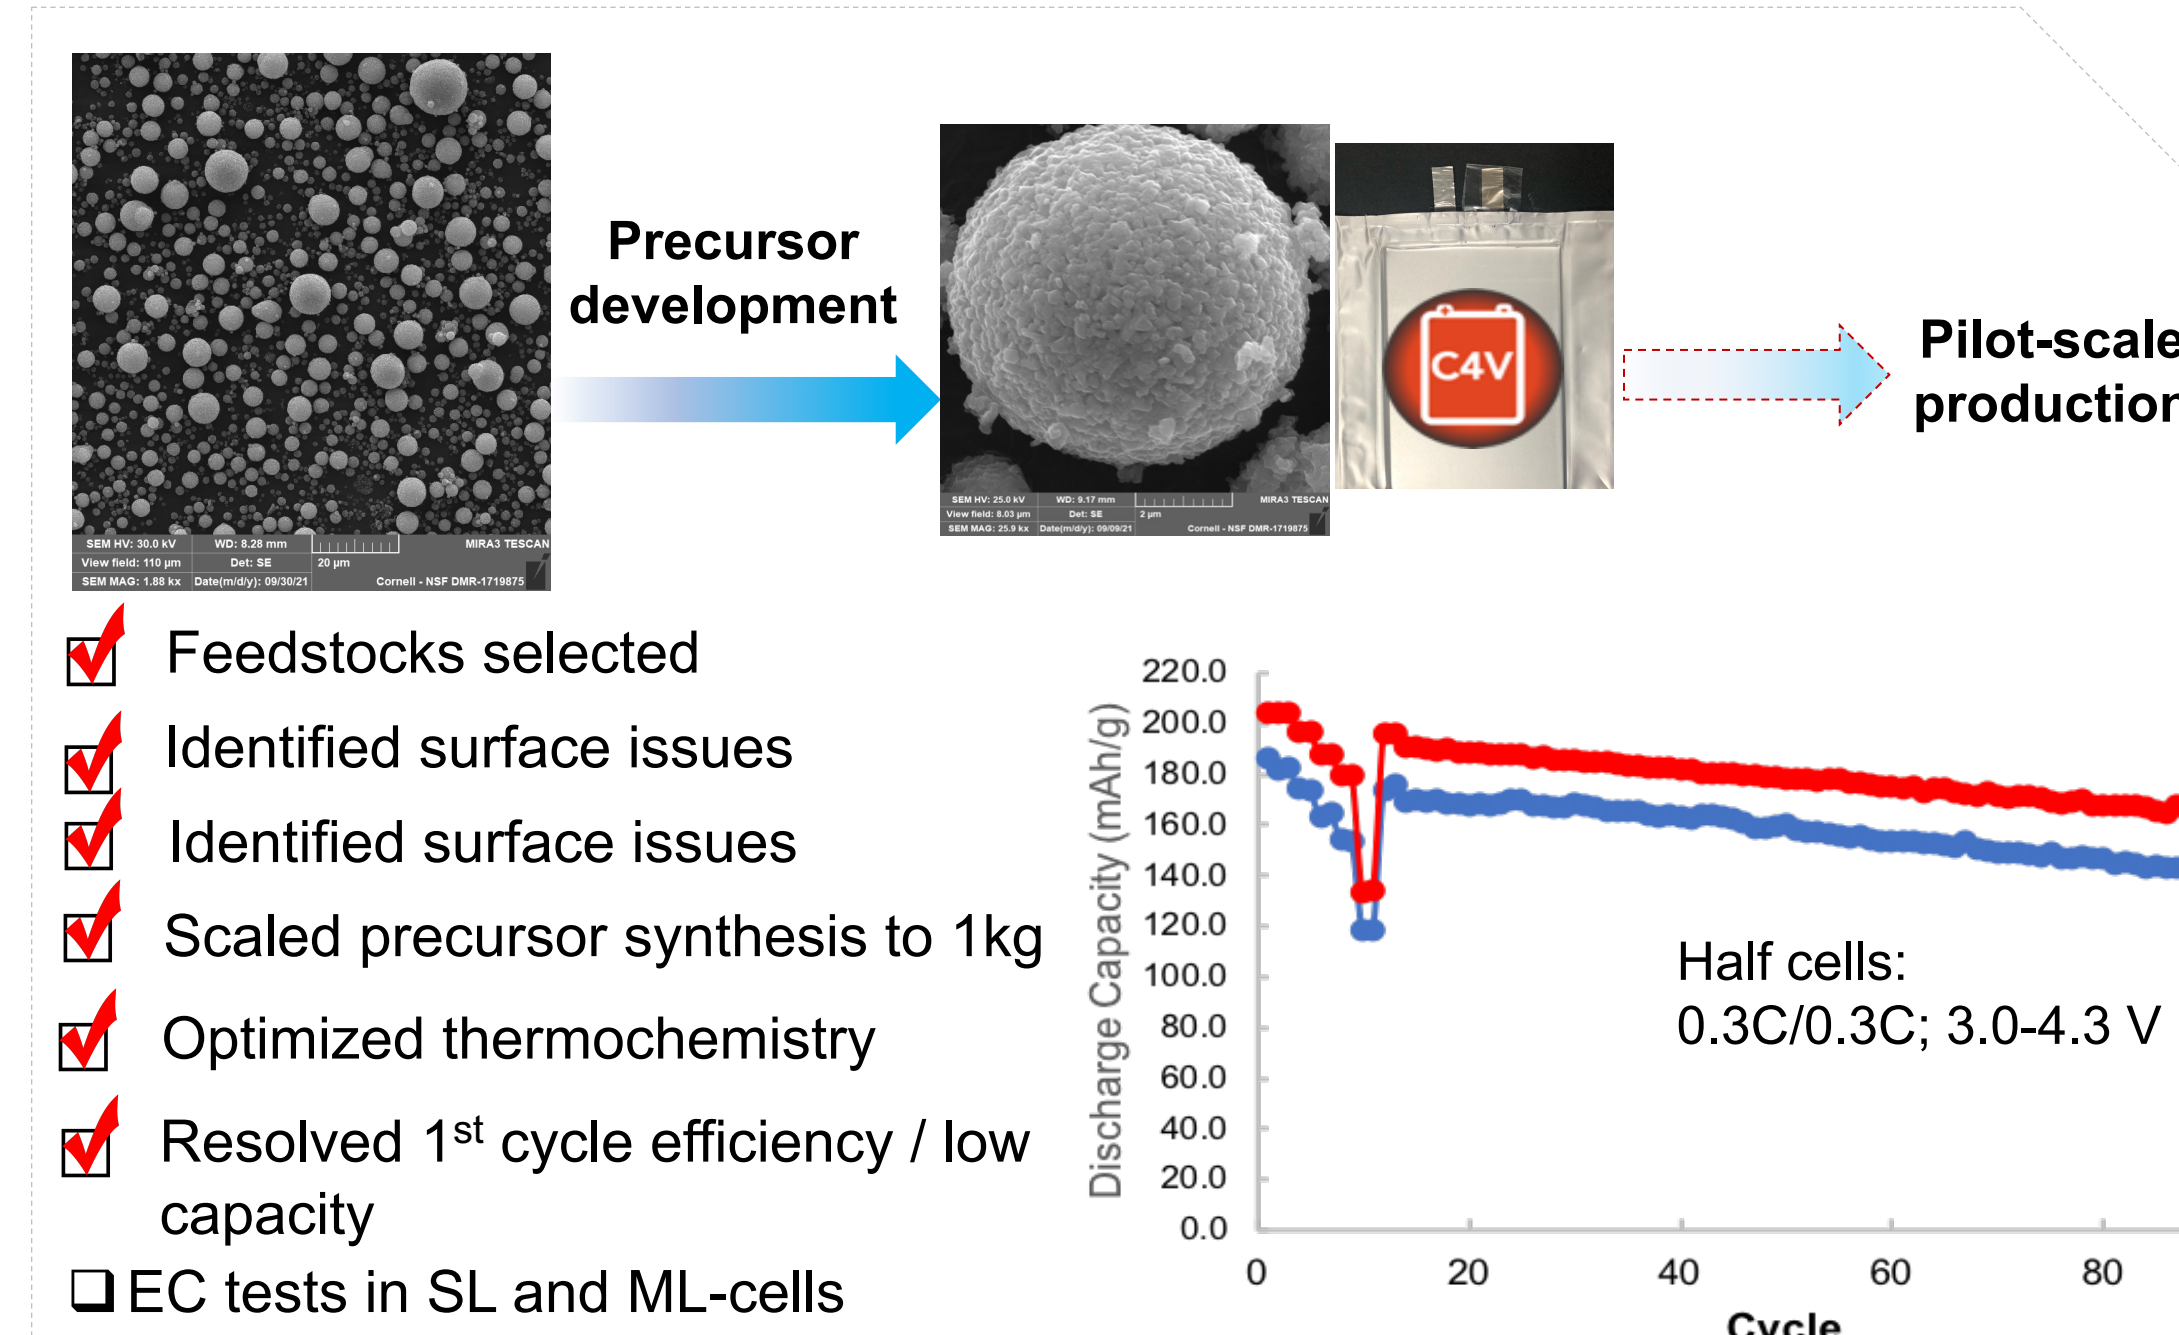 Precursor
development
Pilot-scale
production
C4V
SEM HV: 30.0 kV
WD: 8.28 mm
MIRA3 TESCAN
View field: 110 µm
Det: SE
20 µm
SEM MAG: 1.88 kx
Date(m/d/y): 09/30/21
Cornell - NSF DMR-1719875
SEM HV: 25.0 kV
WD: 9.17 mm
MIRA3 TESCAN
View field: 8.03 µm
Det: SE
2 µm
SEM MAG: 25.9 kx
Date(m/d/y): 09/09/21
Cornell - NSF DMR-1719875
Feedstocks selected
Identified surface issues
Identified surface issues
Scaled precursor synthesis to 1kg
Optimized thermochemistry
Resolved 1st cycle efficiency / low
capacity
EC tests in SL and ML-cells
Discharge Capacity (mAh/g)
220.0
200.0
180.0
160.0
140.0
120.0
100.0
80.0
60.0
40.0
20.0
0.0
Half cells:
0.3C/0.3C; 3.0-4.3 V
0 20 40 60 80
Cycle